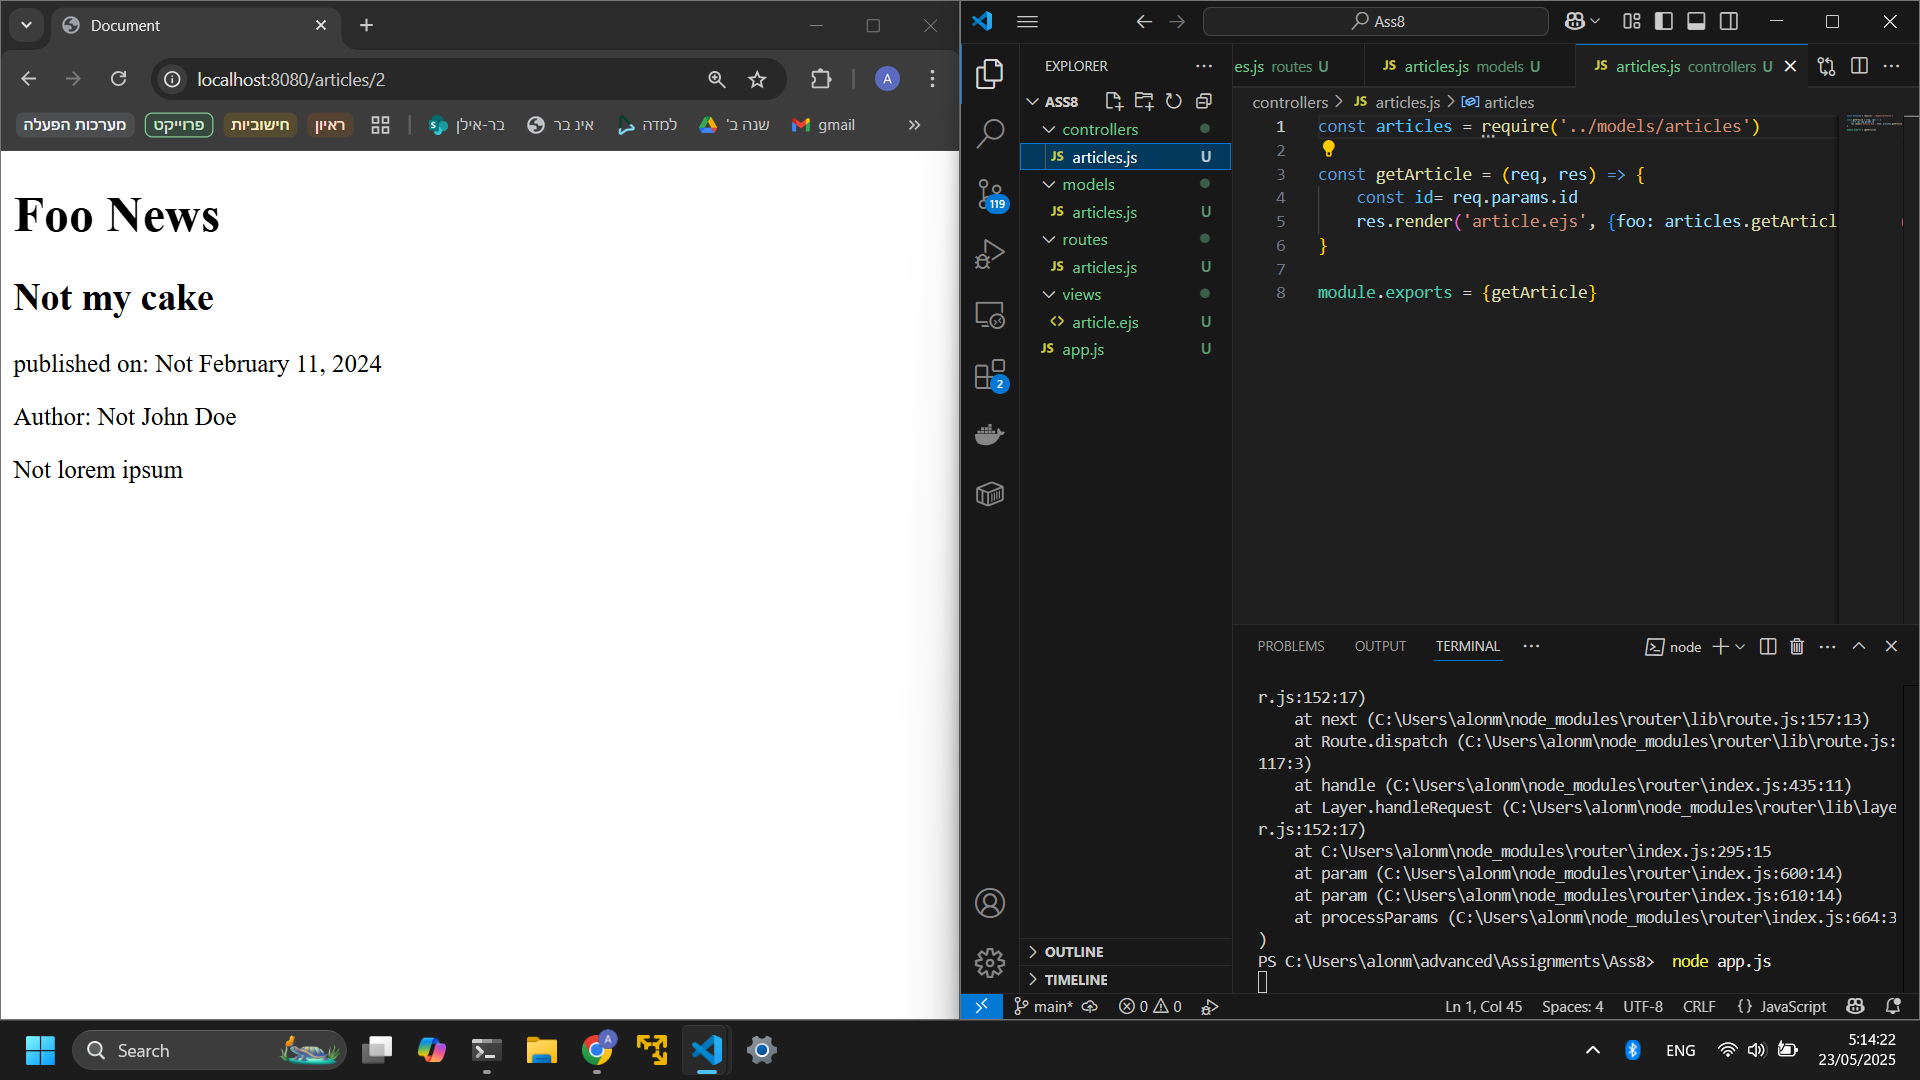 Document
localhost:8080/articles/2
A
מערכות הפעלה
פרוייקט
חישוביות
ראיון
בר-אילן
אינ בר
למדה
שנה ב'
gmail
Foo News
Not my cake
published on: Not February 11, 2024
Author: Not John Doe
Not lorem ipsum
Ass8
EXPLORER
ASS8
controllers
JS articles.js U
models
JS articles.js U
routes
JS articles.js U
views
<> article.ejs U
JS app.js U
OUTLINE
TIMELINE
119
2
es.js routes U
JS articles.js models U
JS articles.js controllers U
controllers > JS articles.js > articles
1 const articles = require('../models/articles')
2
3 const getArticle = (req, res) => {
4 const id= req.params.id
5 res.render('article.ejs', {foo: articles.getArticl
6 }
7
8 module.exports = {getArticle}
PROBLEMS OUTPUT TERMINAL
node
r.js:152:17)
at next (C:\Users\alonm\node_modules\router\lib\route.js:157:13)
at Route.dispatch (C:\Users\alonm\node_modules\router\lib\route.js:
117:3)
at handle (C:\Users\alonm\node_modules\router\index.js:435:11)
at Layer.handleRequest (C:\Users\alonm\node_modules\router\lib\laye
r.js:152:17)
at C:\Users\alonm\node_modules\router\index.js:295:15
at param (C:\Users\alonm\node_modules\router\index.js:600:14)
at param (C:\Users\alonm\node_modules\router\index.js:610:14)
at processParams (C:\Users\alonm\node_modules\router\index.js:664:3
)
PS C:\Users\alonm\advanced\Assignments\Ass8> node app.js
main* 0 0 Ln 1, Col 45 Spaces: 4 UTF-8 CRLF {} JavaScript
Search
ENG
5:14:22
23/05/2025